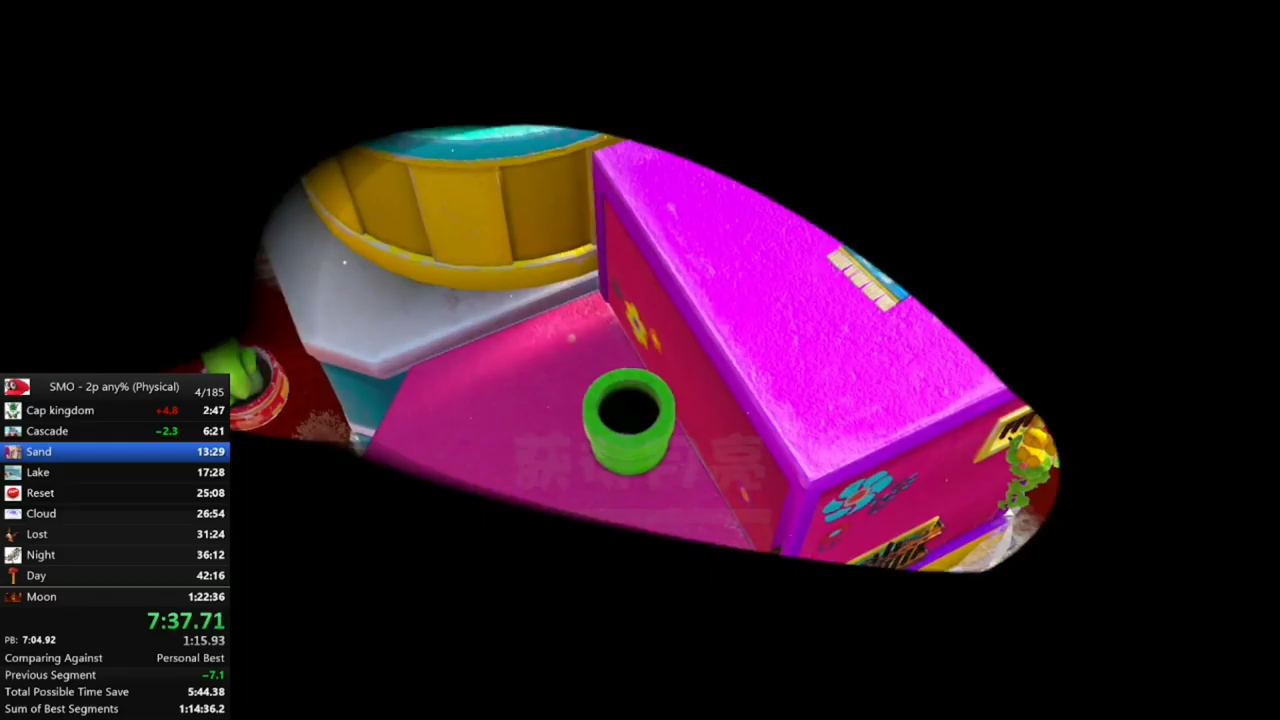 SMO - 2p any% (Physical)
4/185
Cap kingdom +4.8 2:47
Cascade −2.3 6:21
Sand 13:29
Lake 17:28
Reset 25:08
Cloud 26:54
Lost 31:24
Night 36:12
Day 42:16
Moon 1:22:36
7:37.71
PB: 7:04.92 1:15.93
Comparing Against Personal Best
Previous Segment −7.1
Total Possible Time Save 5:44.38
Sum of Best Segments 1:14:36.2